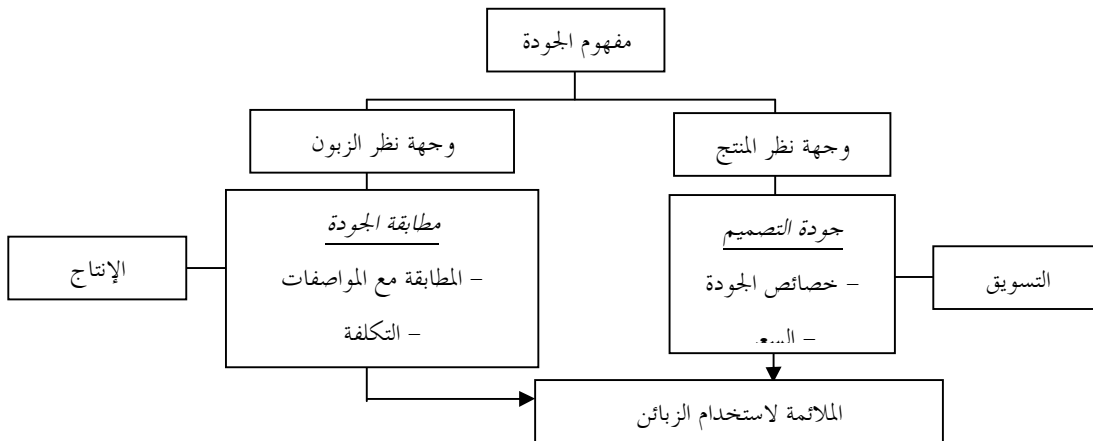 مفهوم الجودة
وجهة نظر المنتج
وجهة نظر الزبون
جودة التصميم
– خصائص الجودة
– السعر
التسويق
مطابقة الجودة
– المطابقة مع المواصفات
– التكلفة
الإنتاج
الملائمة لاستخدام الزبائن